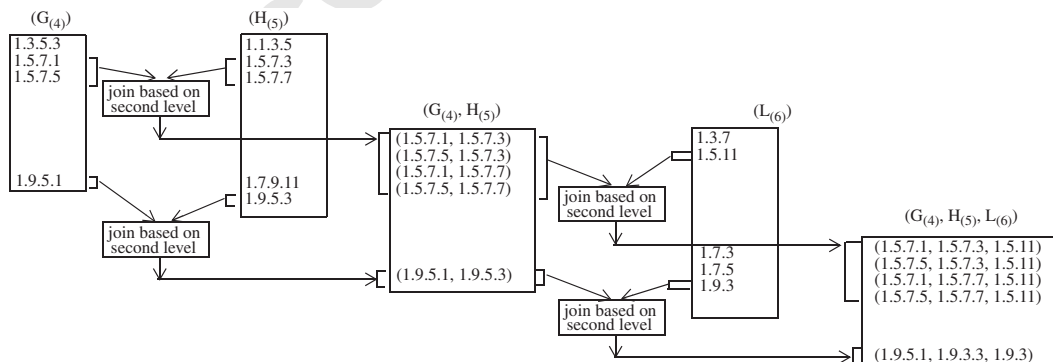 (G(4))
1.3.5.3
1.5.7.1
1.5.7.5
1.9.5.1
(H(5))
1.1.3.5
1.5.7.3
1.5.7.7
1.7.9.11
1.9.5.3
join based on
second level
join based on
second level
(G(4), H(5))
(1.5.7.1, 1.5.7.3)
(1.5.7.5, 1.5.7.3)
(1.5.7.1, 1.5.7.7)
(1.5.7.5, 1.5.7.7)
(1.9.5.1, 1.9.5.3)
(L(6))
1.3.7
1.5.11
1.7.3
1.7.5
1.9.3
join based on
second level
join based on
second level
(G(4), H(5), L(6))
(1.5.7.1, 1.5.7.3, 1.5.11)
(1.5.7.5, 1.5.7.3, 1.5.11)
(1.5.7.1, 1.5.7.7, 1.5.11)
(1.5.7.5, 1.5.7.7, 1.5.11)
(1.9.5.1, 1.9.3.3, 1.9.3)